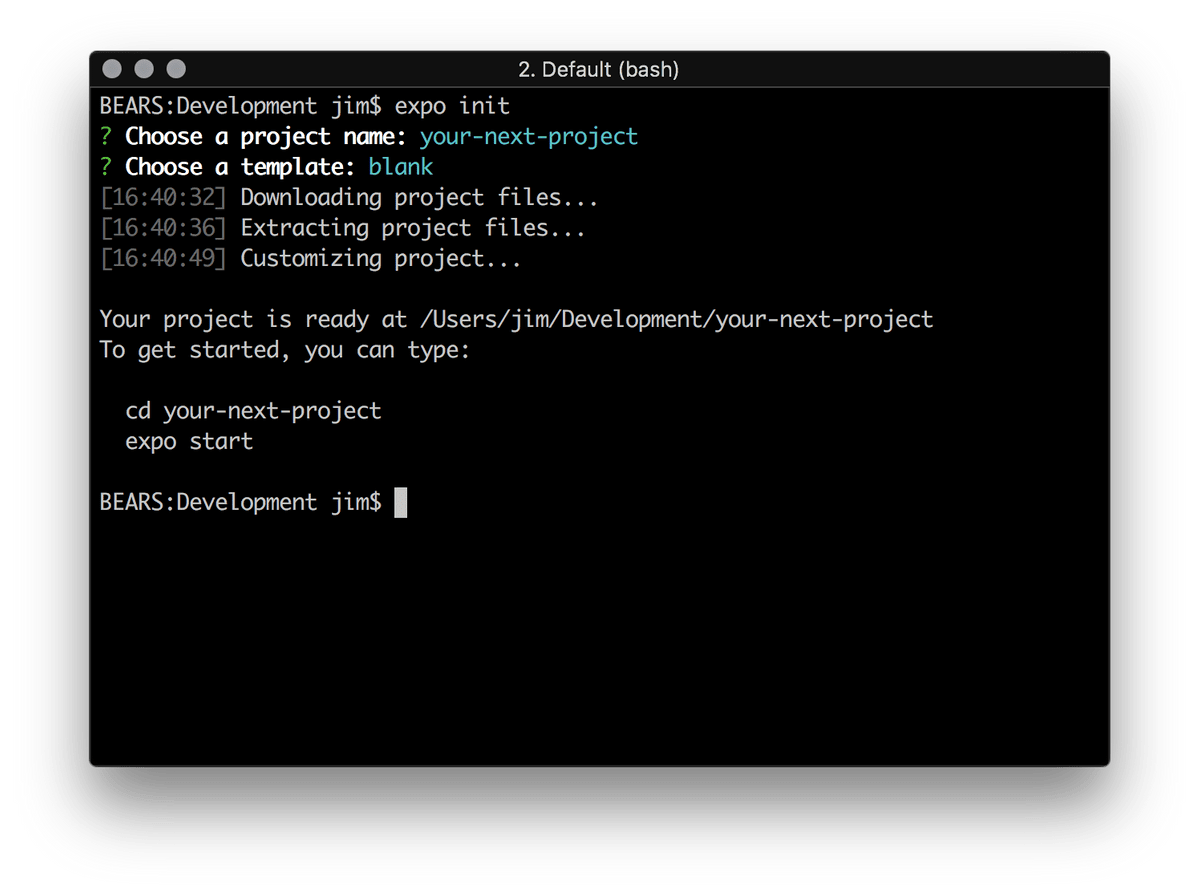 2. Default (bash)
BEARS:Development jim$ expo init
? Choose a project name: your-next-project
? Choose a template: blank
[16:40:32] Downloading project files...
[16:40:36] Extracting project files...
[16:40:49] Customizing project...
Your project is ready at /Users/jim/Development/your-next-project
To get started, you can type:
cd your-next-project
expo start
BEARS:Development jim$